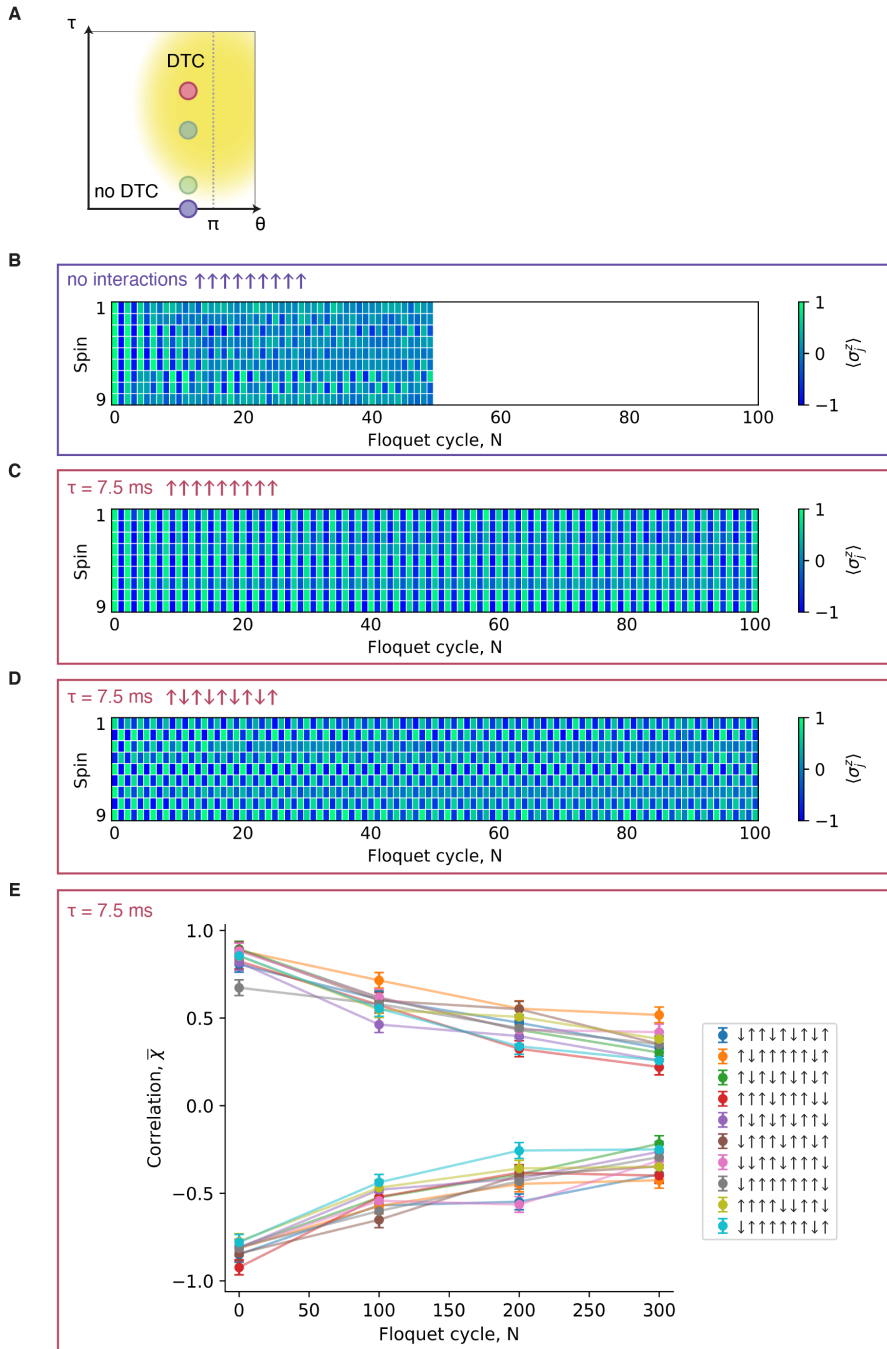 A
τ
DTC
no DTC
π
θ
B
no interactions ↑↑↑↑↑↑↑↑↑
1
Spin
9
0 20 40 60 80 100
Floquet cycle, N
1
0
−1
⟨σⱼᶻ⟩
C
τ = 7.5 ms ↑↑↑↑↑↑↑↑↑
1
Spin
9
0 20 40 60 80 100
Floquet cycle, N
1
0
−1
⟨σⱼᶻ⟩
D
τ = 7.5 ms ↑↓↑↓↑↓↑↓↑
1
Spin
9
0 20 40 60 80 100
Floquet cycle, N
1
0
−1
⟨σⱼᶻ⟩
E
τ = 7.5 ms
1.0
0.5
0.0
−0.5
−1.0
Correlation, χ̅
0 50 100 150 200 250 300
Floquet cycle, N
↓↑↑↓↑↓↑↓↑
↑↓↑↑↑↑↑↓↑
↑↓↑↓↑↓↑↓↑
↑↑↑↓↑↑↑↓↓
↑↓↑↓↑↓↑↑↓
↓↑↑↑↓↑↑↓↑
↓↓↑↑↑↓↑↑↓
↓↑↑↑↑↑↑↑↓
↑↑↑↑↓↓↑↑↓
↓↑↑↑↑↑↑↓↑